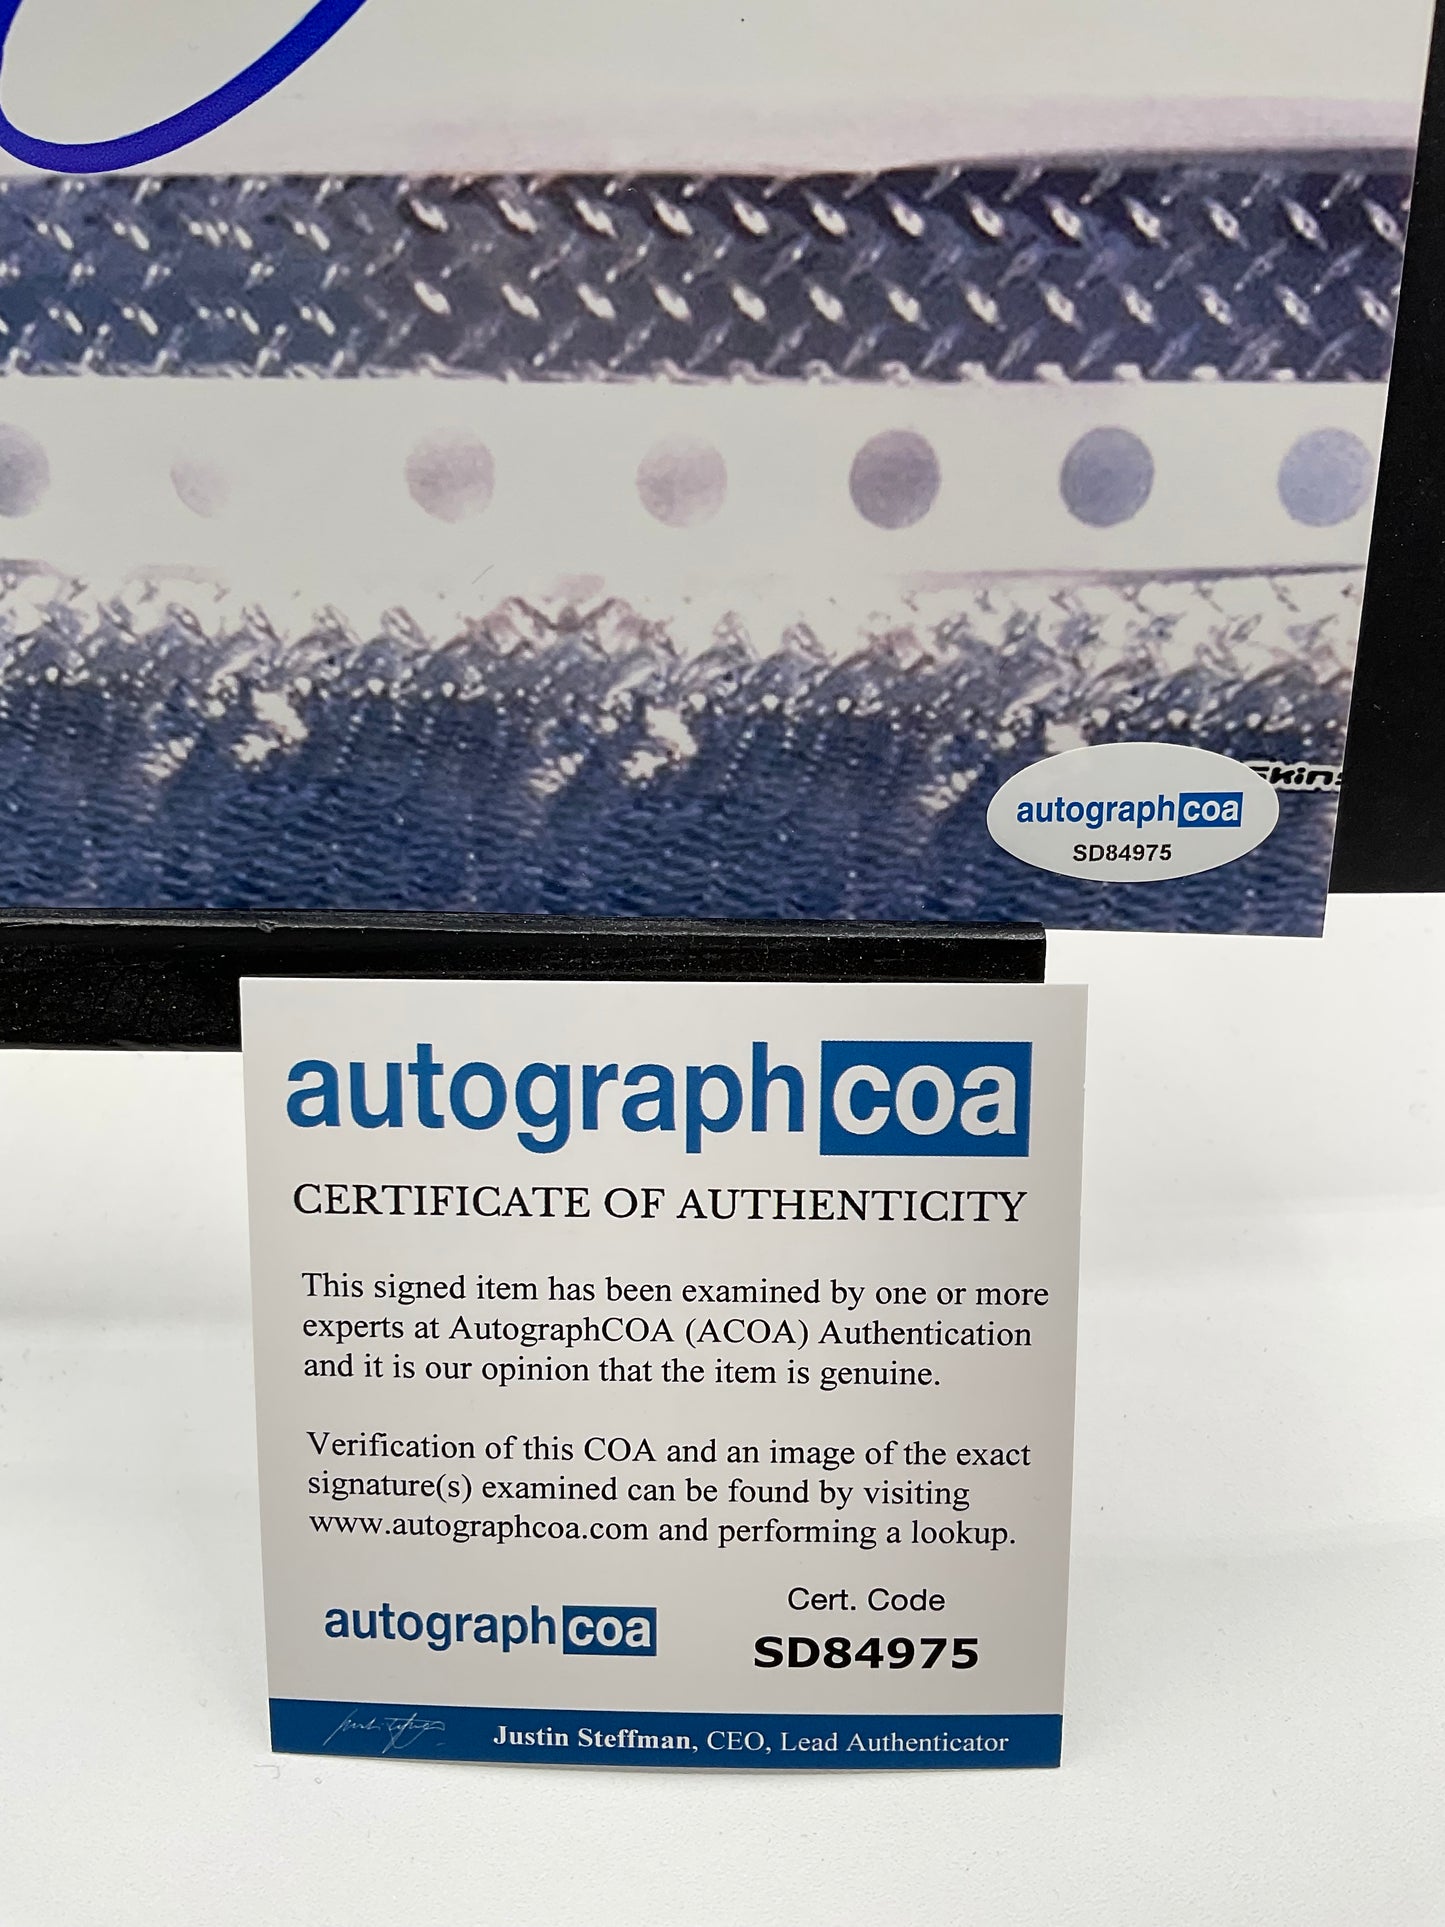 Skins
autographcoa
SD84975
autographcoa
CERTIFICATE OF AUTHENTICITY
This signed item has been examined by one or more
experts at AutographCOA (ACOA) Authentication
and it is our opinion that the item is genuine.
Verification of this COA and an image of the exact
signature(s) examined can be found by visiting
www.autographcoa.com and performing a lookup.
Cert. Code
autographcoa
SD84975
Justin Steffman, CEO, Lead Authenticator